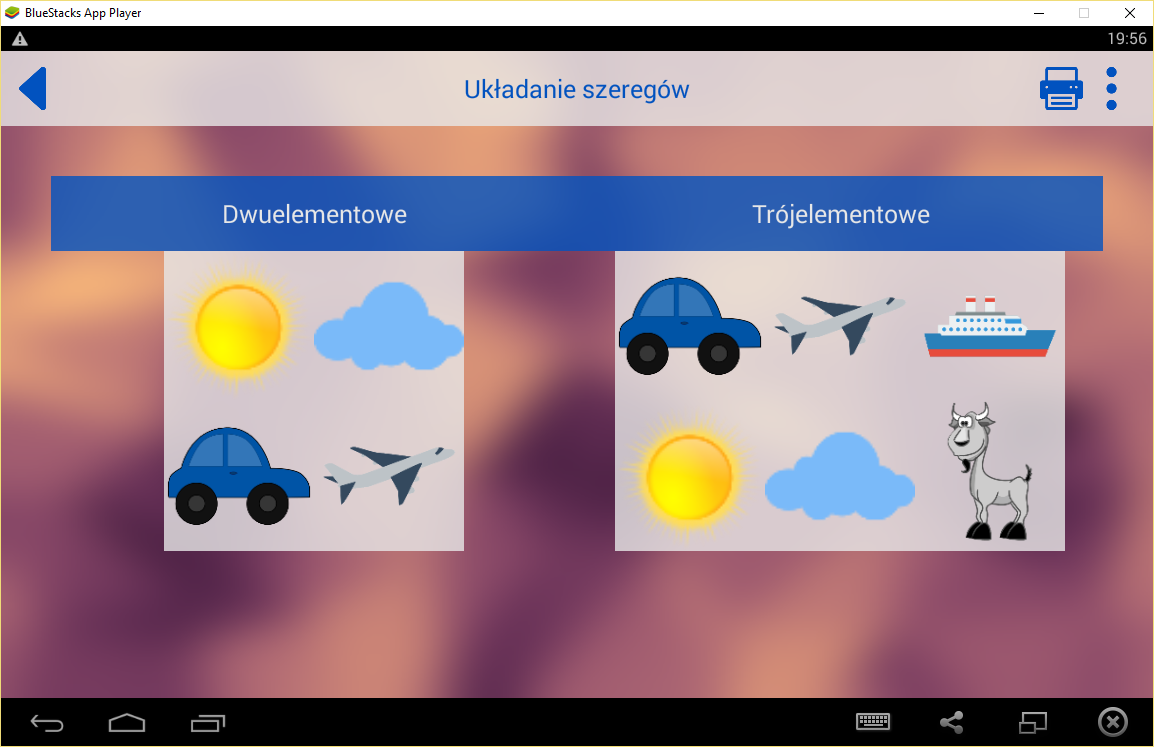 BlueStacks App Player
19:56
Układanie szeregów
Dwuelementowe
Trójelementowe